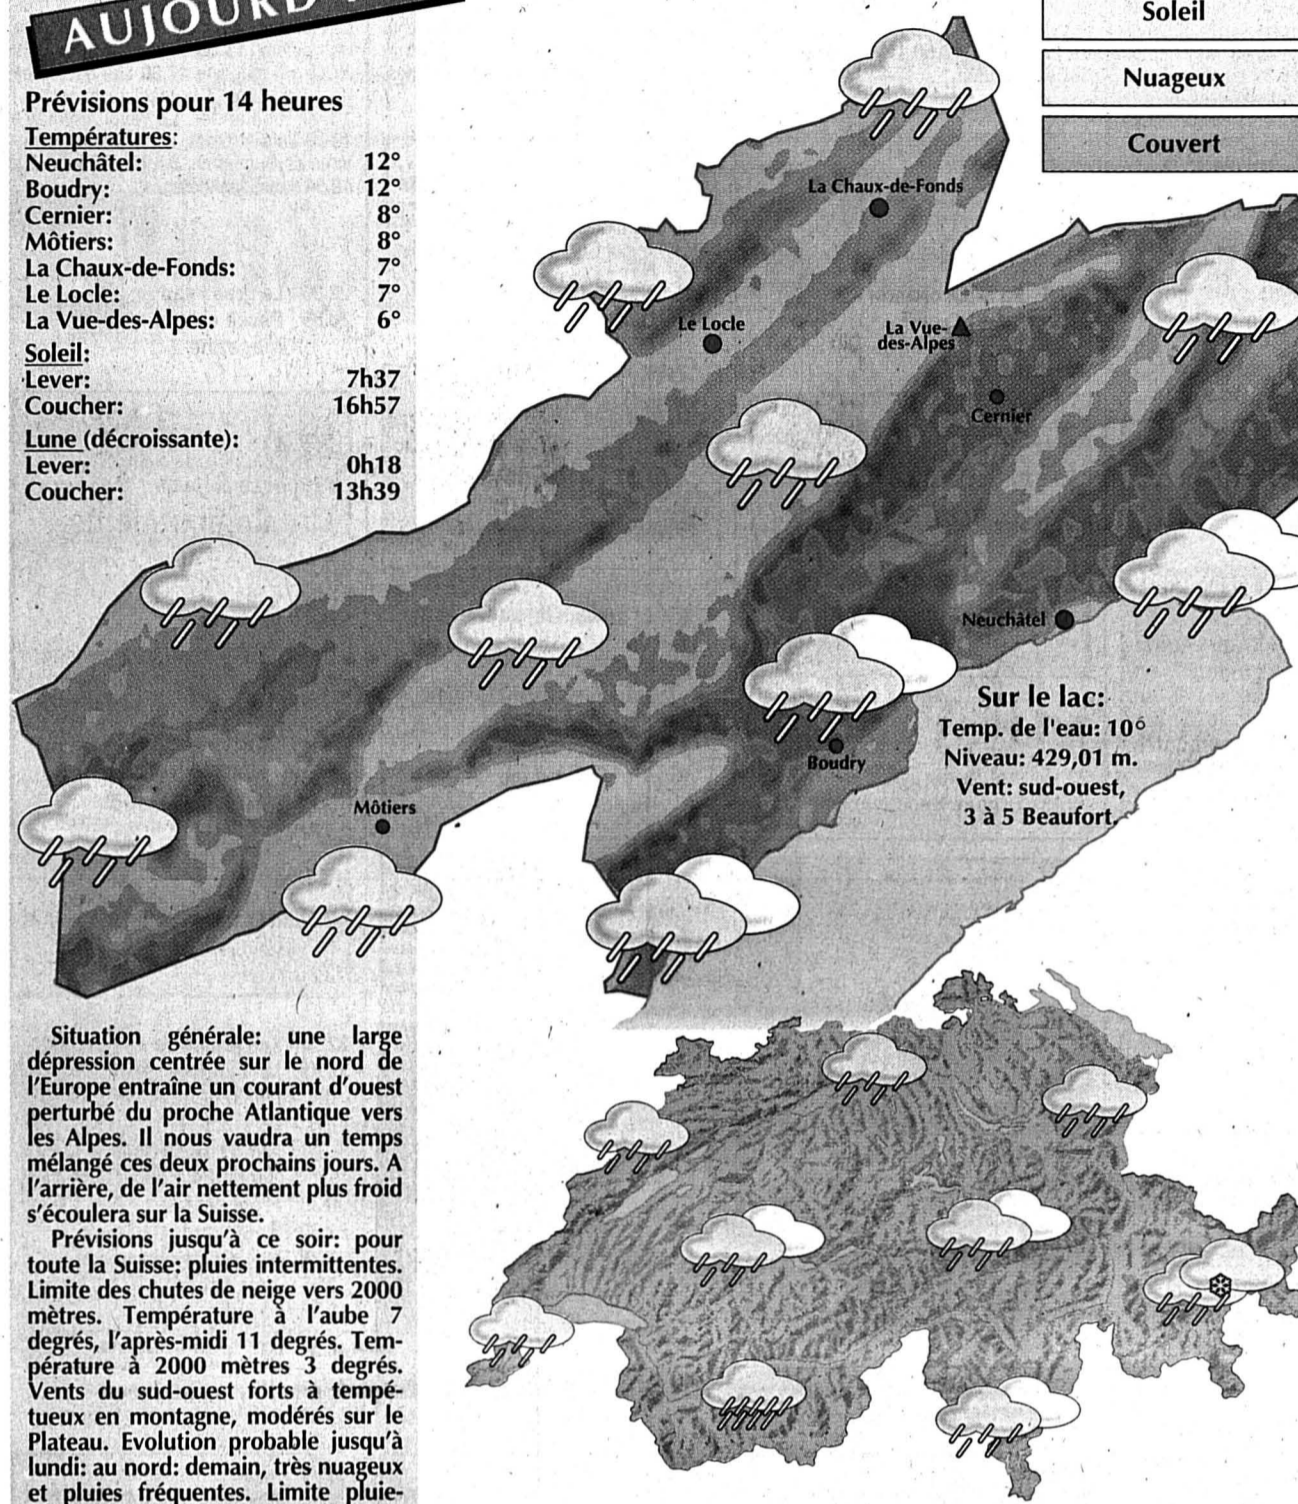 Prévisions pour 14 heures
Températures:
Neuchâtel: 12°
Boudry: 12°
Cernier: 8°
Môtiers: 8°
La Chaux-de-Fonds: 7°
Le Locle: 7°
La Vue-des-Alpes: 6°
Soleil:
Lever: 7h37
Coucher: 16h57
Lune (décroissante):
Lever: 0h18
Coucher: 13h39
Soleil
Nuageux
Couvert
La Chaux-de-Fonds
Le Locle
La Vue-
des-Alpes
Cernier
Neuchâtel
Boudry
Môtiers
Sur le lac:
Temp. de l'eau: 10°
Niveau: 429,01 m.
Vent: sud-ouest,
3 à 5 Beaufort.
Situation générale: une large
dépression centrée sur le nord de
l'Europe entraîne un courant d'ouest
perturbé du proche Atlantique vers
les Alpes. Il nous vaudra un temps
mélangé ces deux prochains jours. A
l'arrière, de l'air nettement plus froid
s'écoulera sur la Suisse.
Prévisions jusqu'à ce soir: pour
toute la Suisse: pluies intermittentes.
Limite des chutes de neige vers 2000
mètres. Température à l'aube 7
degrés, l'après-midi 11 degrés. Tem-
pérature à 2000 mètres 3 degrés.
Vents du sud-ouest forts à tempé-
tueux en montagne, modérés sur le
Plateau. Evolution probable jusqu'à
lundi: au nord: demain, très nuageux
et pluies fréquentes. Limite pluie-